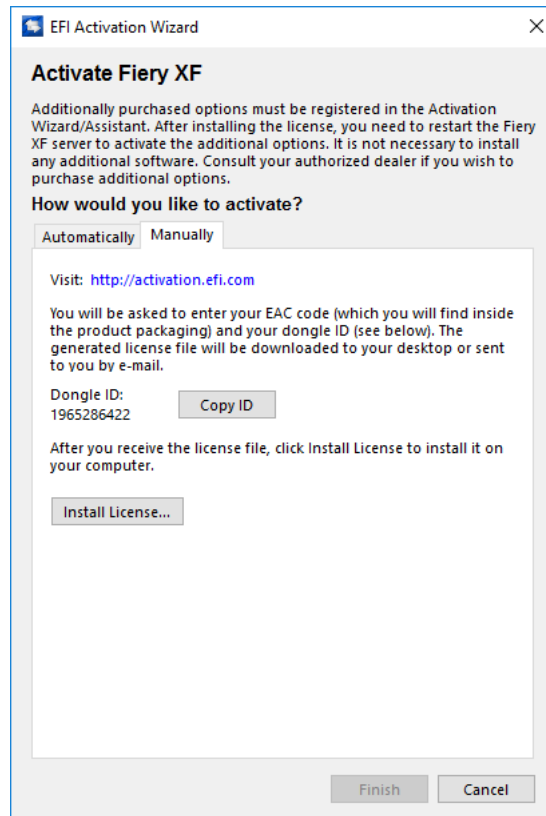 EFI Activation Wizard
Activate Fiery XF
Additionally purchased options must be registered in the Activation
Wizard/Assistant. After installing the license, you need to restart the Fiery
XF server to activate the additional options. It is not necessary to install
any additional software. Consult your authorized dealer if you wish to
purchase additional options.
How would you like to activate?
Automatically Manually
Visit: http://activation.efi.com
You will be asked to enter your EAC code (which you will find inside
the product packaging) and your dongle ID (see below). The
generated license file will be downloaded to your desktop or sent
to you by e-mail.
Dongle ID:
1965286422
Copy ID
After you receive the license file, click Install License to install it on
your computer.
Install License...
Finish Cancel